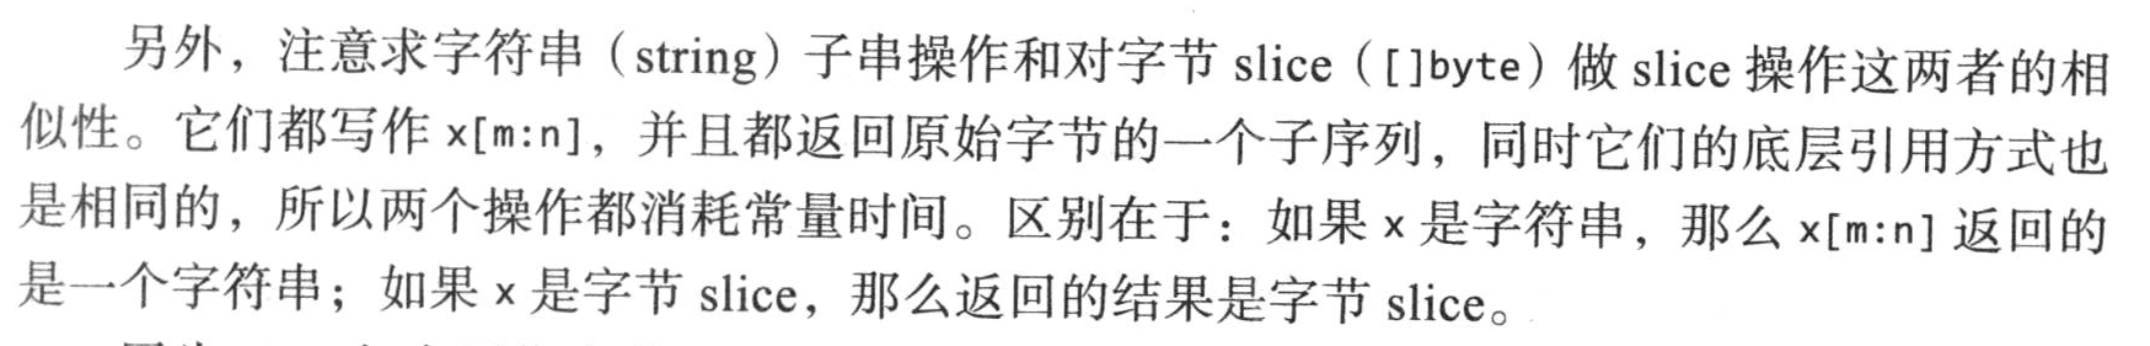 另外，注意求字符串（string）子串操作和对字节 slice（[]byte）做 slice 操作这两者的相
似性。它们都写作 x[m:n]，并且都返回原始字节的一个子序列，同时它们的底层引用方式也
是相同的，所以两个操作都消耗常量时间。区别在于：如果 x 是字符串，那么 x[m:n] 返回的
是一个字符串；如果 x 是字节 slice，那么返回的结果是字节 slice。